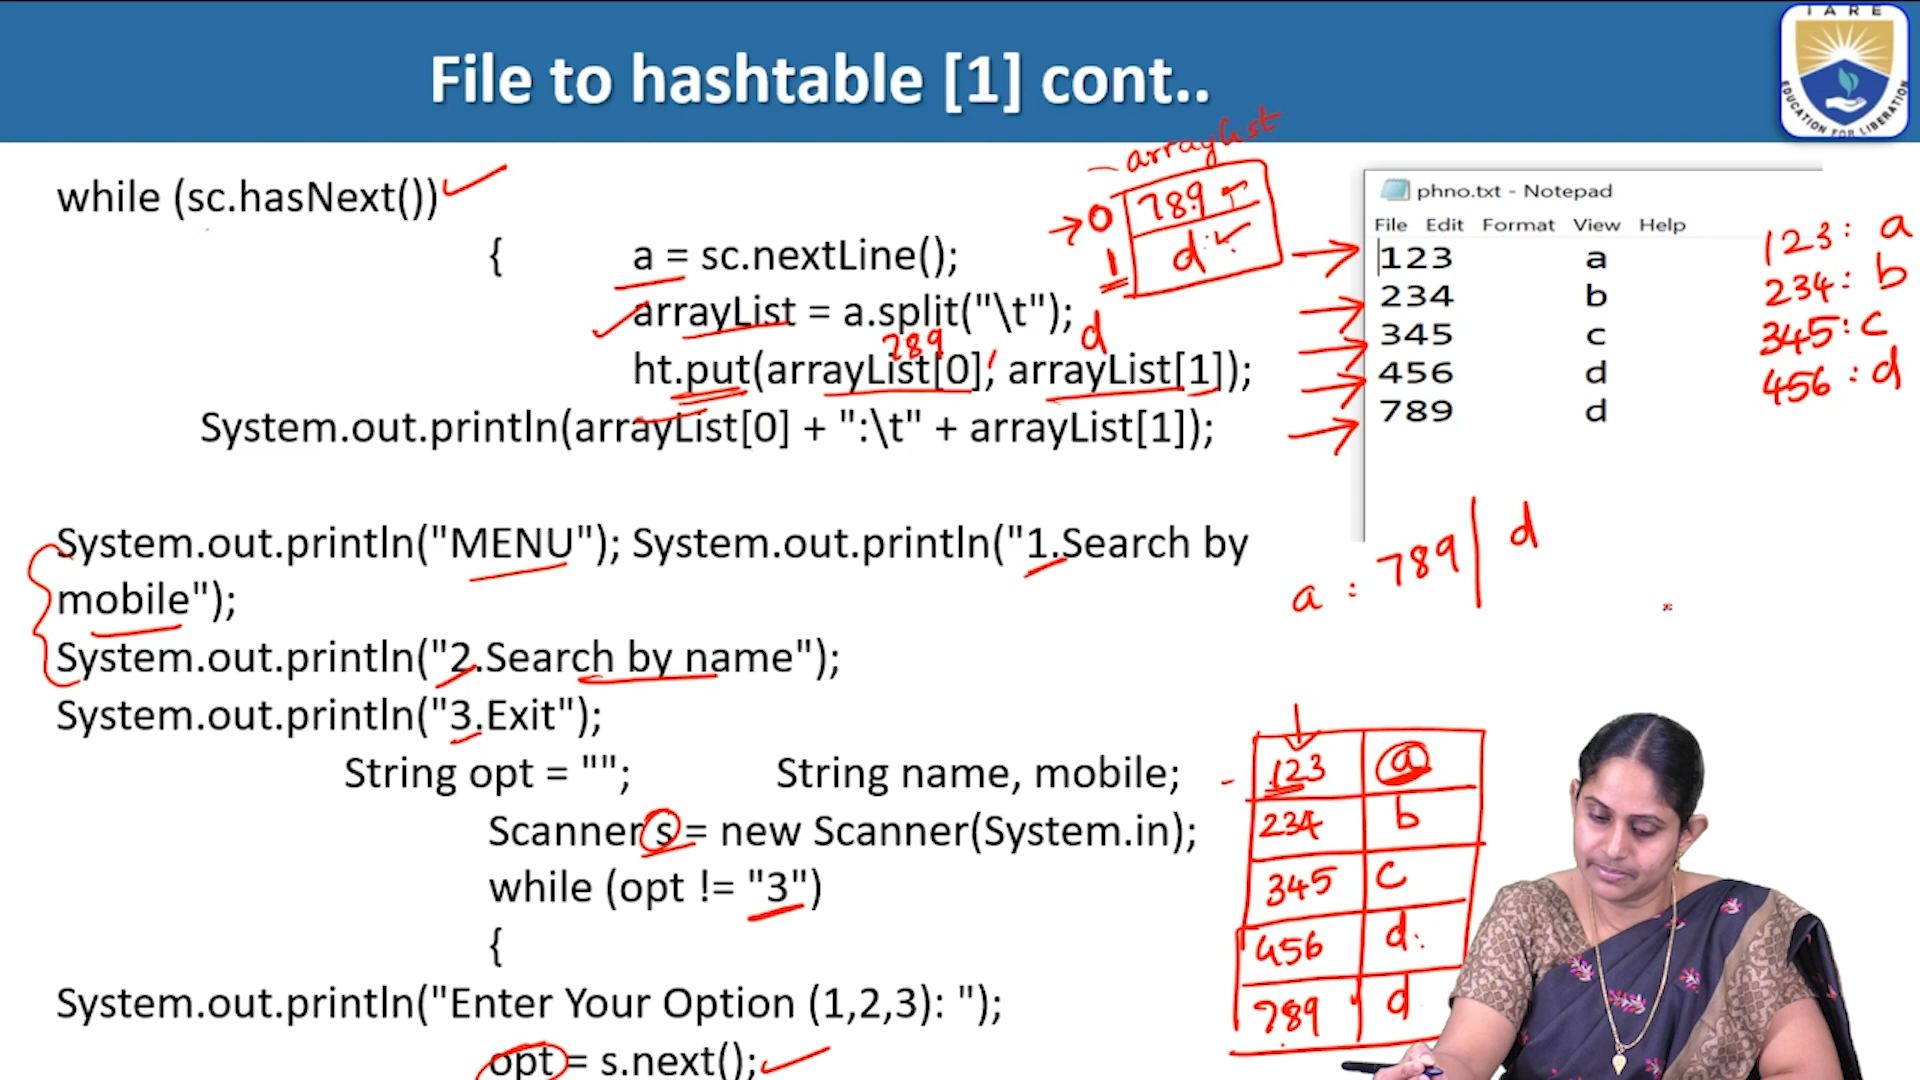 IARE
EDUCATION FOR LIBERATION
File to hashtable [1] cont..
while (sc.hasNext())
{ a = sc.nextLine();
arrayList = a.split("\t");
ht.put(arrayList[0], arrayList[1]);
System.out.println(arrayList[0] + ":\t" + arrayList[1]);
System.out.println("MENU"); System.out.println("1.Search by
mobile");
System.out.println("2.Search by name");
System.out.println("3.Exit");
String opt = ""; String name, mobile;
Scanner s = new Scanner(System.in);
while (opt != "3")
{
System.out.println("Enter Your Option (1,2,3): ");
opt = s.next();
arraylist
0 789
1 d
789 d
phno.txt - Notepad
File Edit Format View Help
123 a
234 b
345 c
456 d
789 d
123: a
234: b
345: c
456: d
a: 789 | d
123 a
234 b
345 c
456 d
789 d